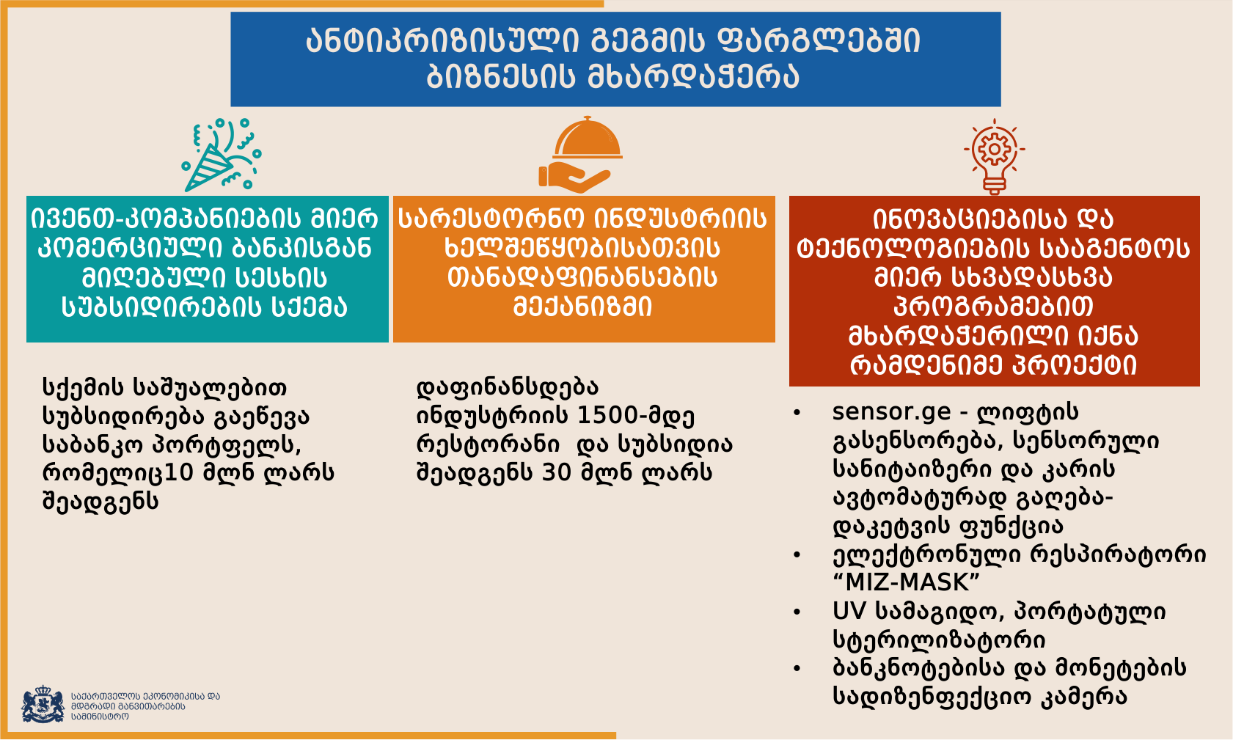 ანტიკრიზისული გეგმის ფარგლებში
ბიზნესის მხარდაჭერა
ივენთ-კომპანიების მიერ
კომერციული ბანკისგან
მიღებული სესხის
სუბსიდირების სქემა
სქემის საშუალებით
სუბსიდირება გაეწევა
საბანკო პორტფელს,
რომელიც10 მლნ ლარს
შეადგენს
სარესტორნო ინდუსტრიის
ხელშეწყობისათვის
თანადაფინანსების
მექანიზმი
დაფინანსდება
ინდუსტრიის 1500-მდე
რესტორანი და სუბსიდია
შეადგენს 30 მლნ ლარს
ინოვაციებისა და
ტექნოლოგიების სააგენტოს
მიერ სხვადასხვა
პროგრამებით
მხარდაჭერილი იქნა
რამდენიმე პროექტი
• sensor.ge - ლიფტის
გასენსორება, სენსორული
სანიტაიზერი და კარის
ავტომატურად გაღება-
დაკეტვის ფუნქცია
• ელექტრონული რესპირატორი
“MIZ-MASK”
• UV სამაგიდო, პორტატული
სტერილიზატორი
• ბანკნოტებისა და მონეტების
სადიზენფექციო კამერა
საქართველოს ეკონომიკისა და
მდგრადი განვითარების
სამინისტრო